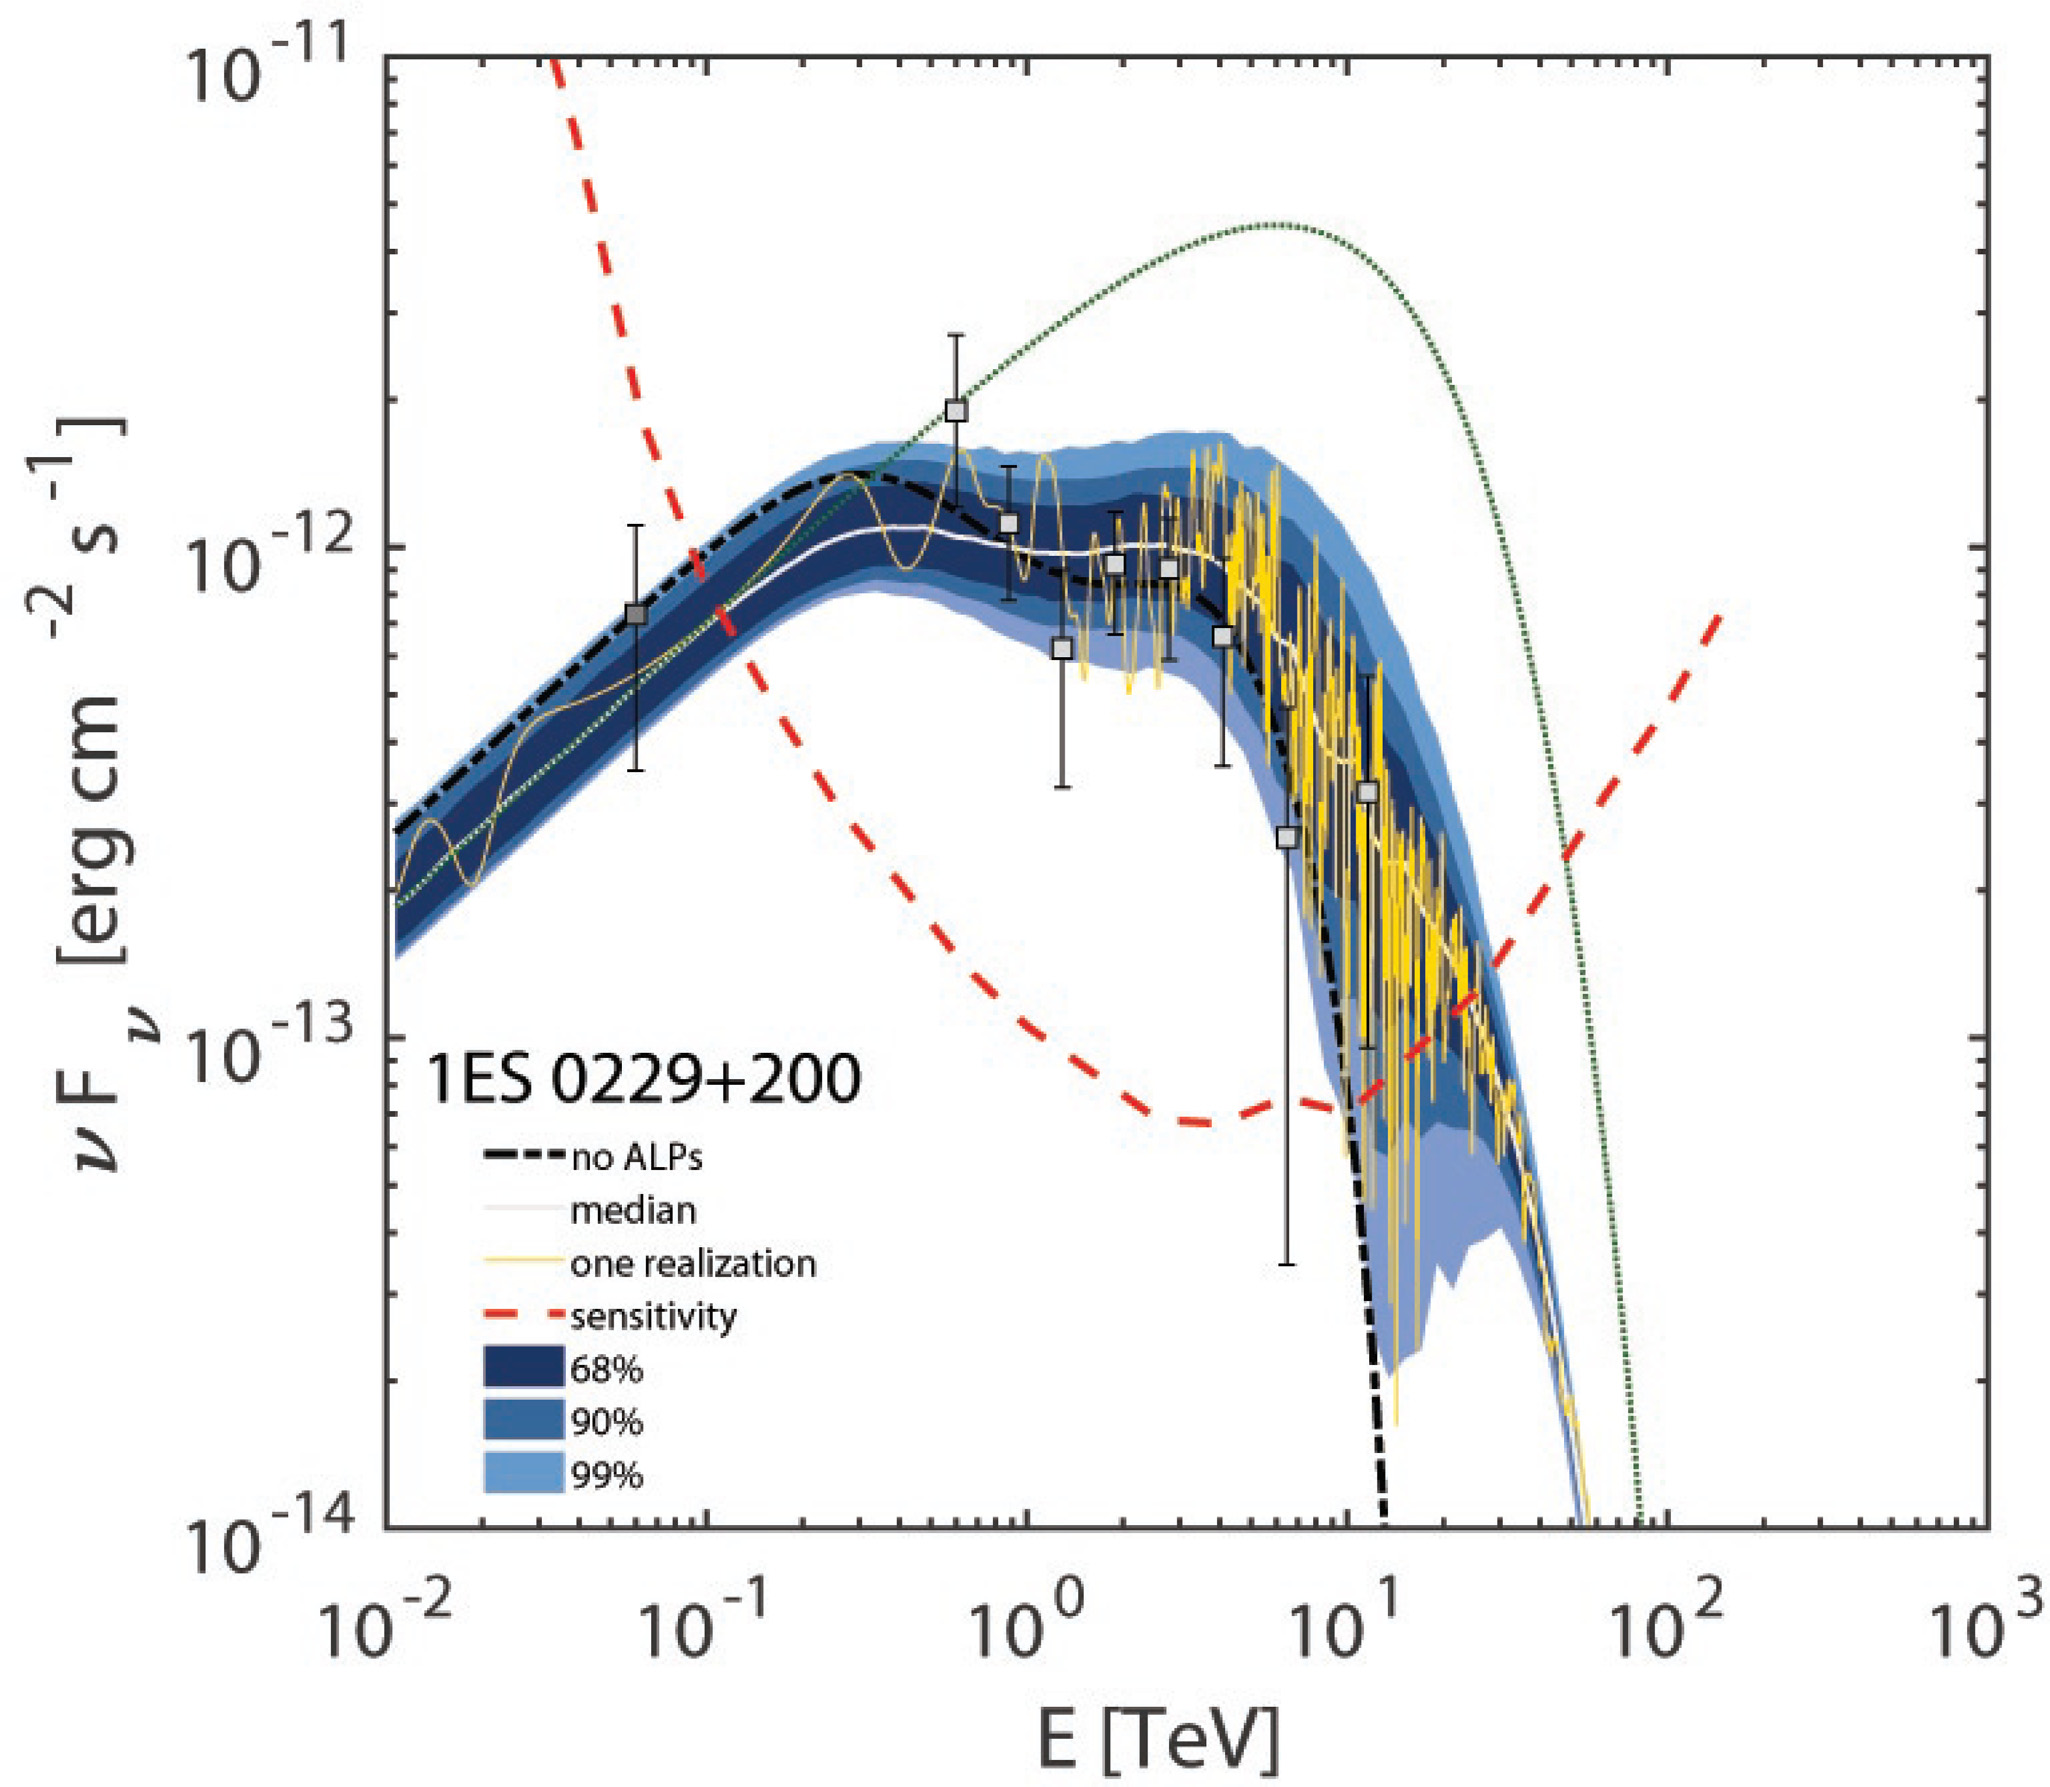 10^-11
10^-12
10^-13
10^-14
ν F_ν [erg cm^-2 s^-1]
1ES 0229+200
no ALPs
median
one realization
sensitivity
68%
90%
99%
10^-2 10^-1 10^0 10^1 10^2 10^3
E [TeV]